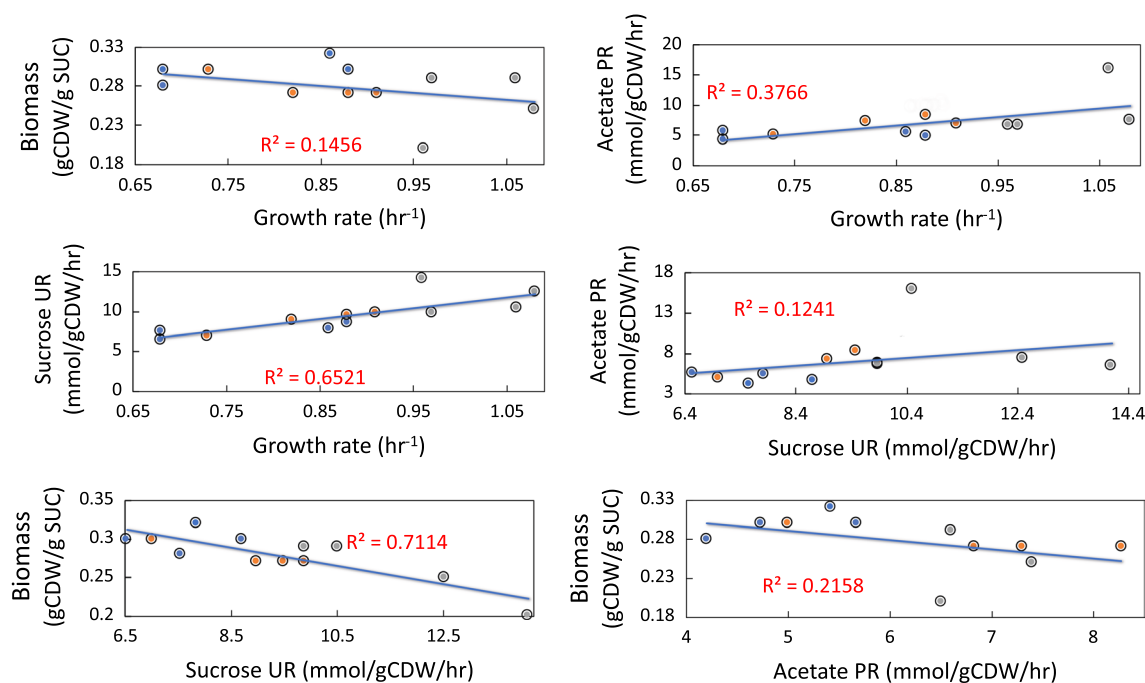 Biomass
(gCDW/g SUC)
0.33
0.28
0.23
0.18
R² = 0.1456
0.65
0.75
0.85
0.95
1.05
Growth rate (hr⁻¹)
Acetate PR
(mmol/gCDW/hr)
20
15
10
5
0
R² = 0.3766
0.65
0.75
0.85
0.95
1.05
Growth rate (hr⁻¹)
Sucrose UR
(mmol/gCDW/hr)
15
10
5
0
R² = 0.6521
0.65
0.75
0.85
0.95
1.05
Growth rate (hr⁻¹)
Acetate PR
(mmol/gCDW/hr)
18
13
8
3
R² = 0.1241
6.4
8.4
10.4
12.4
14.4
Sucrose UR (mmol/gCDW/hr)
Biomass
(gCDW/g SUC)
0.35
0.3
0.25
0.2
R² = 0.7114
6.5
8.5
10.5
12.5
Sucrose UR (mmol/gCDW/hr)
Biomass
(gCDW/g SUC)
0.33
0.28
0.23
0.18
R² = 0.2158
4
5
6
7
8
Acetate PR (mmol/gCDW/hr)